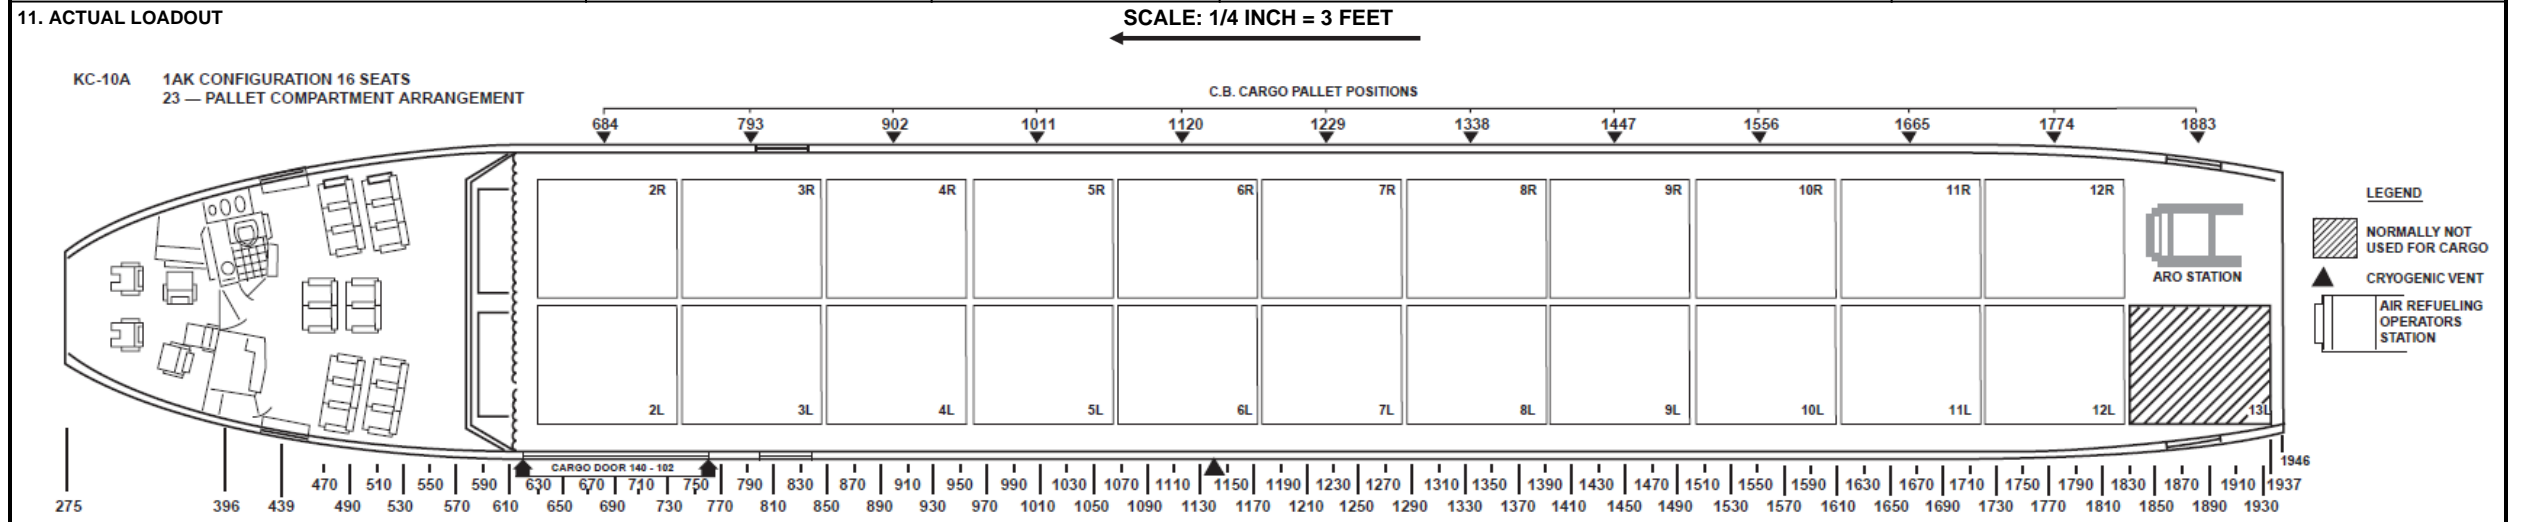 11. ACTUAL LOADOUT
SCALE: 1/4 INCH = 3 FEET
KC-10A 1AK CONFIGURATION 16 SEATS
23 — PALLET COMPARTMENT ARRANGEMENT
C.B. CARGO PALLET POSITIONS
684 793 902 1011 1120 1229 1338 1447 1556 1665 1774 1883
2R 3R 4R 5R 6R 7R 8R 9R 10R 11R 12R
LEGEND
NORMALLY NOT
USED FOR CARGO
ARO STATION
CRYOGENIC VENT
AIR REFUELING
OPERATORS
STATION
2L 3L 4L 5L 6L 7L 8L 9L 10L 11L 12L 13L
CARGO DOOR 140 - 102
1946
470 510 550 590 630 670 710 750 790 830 870 910 950 990 1030 1070 1110 1150 1190 1230 1270 1310 1350 1390 1430 1470 1510 1550 1590 1630 1670 1710 1750 1790 1830 1870 1910 1937
275 396 439 490 530 570 610 650 690 730 770 810 850 890 930 970 1010 1050 1090 1130 1170 1210 1250 1290 1330 1370 1410 1450 1490 1530 1570 1610 1650 1690 1730 1770 1810 1850 1890 1930